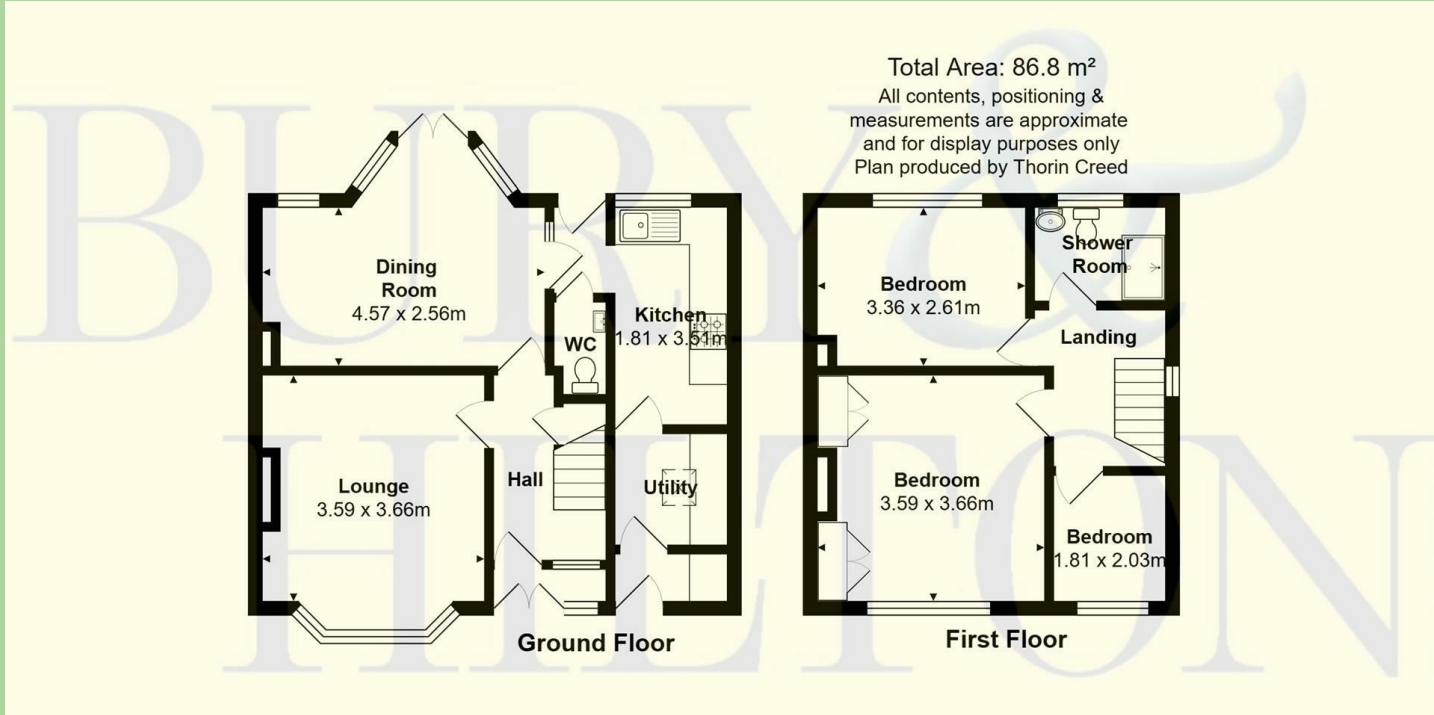 BURY &
HILTON
Total Area: 86.8 m²
All contents, positioning &
measurements are approximate
and for display purposes only
Plan produced by Thorin Creed
Dining
Room
4.57 x 2.56m
Kitchen
1.81 x 3.51m
WC
Lounge
3.59 x 3.66m
Hall
Utility
Ground Floor
Bedroom
3.36 x 2.61m
Shower
Room
Landing
Bedroom
3.59 x 3.66m
Bedroom
1.81 x 2.03m
First Floor